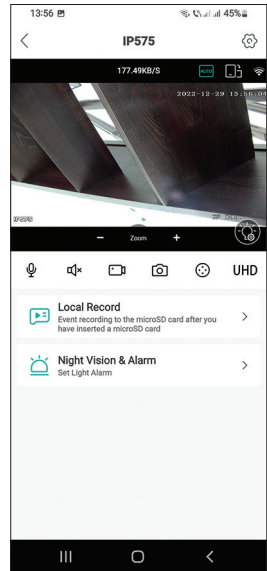 13:56 45%
IP575
177.49KB/S AUTO
2022-12-29 13:56:04
IP575
− Zoom +
UHD
Local Record
Event recording to the microSD card after you
have inserted a microSD card
Night Vision & Alarm
Set Light Alarm